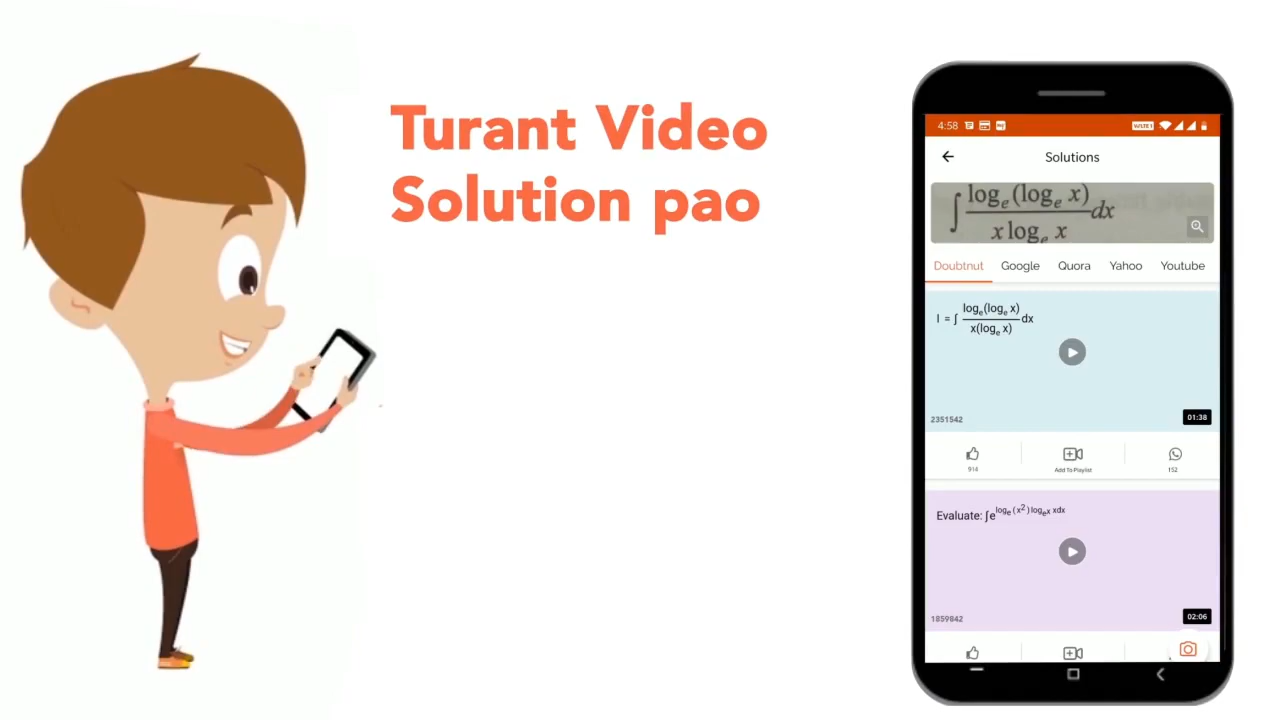 Turant Video
Solution pao
4:58
VoLTE1
Solutions
∫ logₑ(logₑ x) / x logₑ x dx
Doubtnut Google Quora Yahoo Youtube
I = ∫ logₑ(logₑ x) / x(logₑ x) dx
2351542 01:38
914 Add To Playlist 152
Evaluate: ∫e^logₑ(x²)logₑx xdx
1859842 02:06